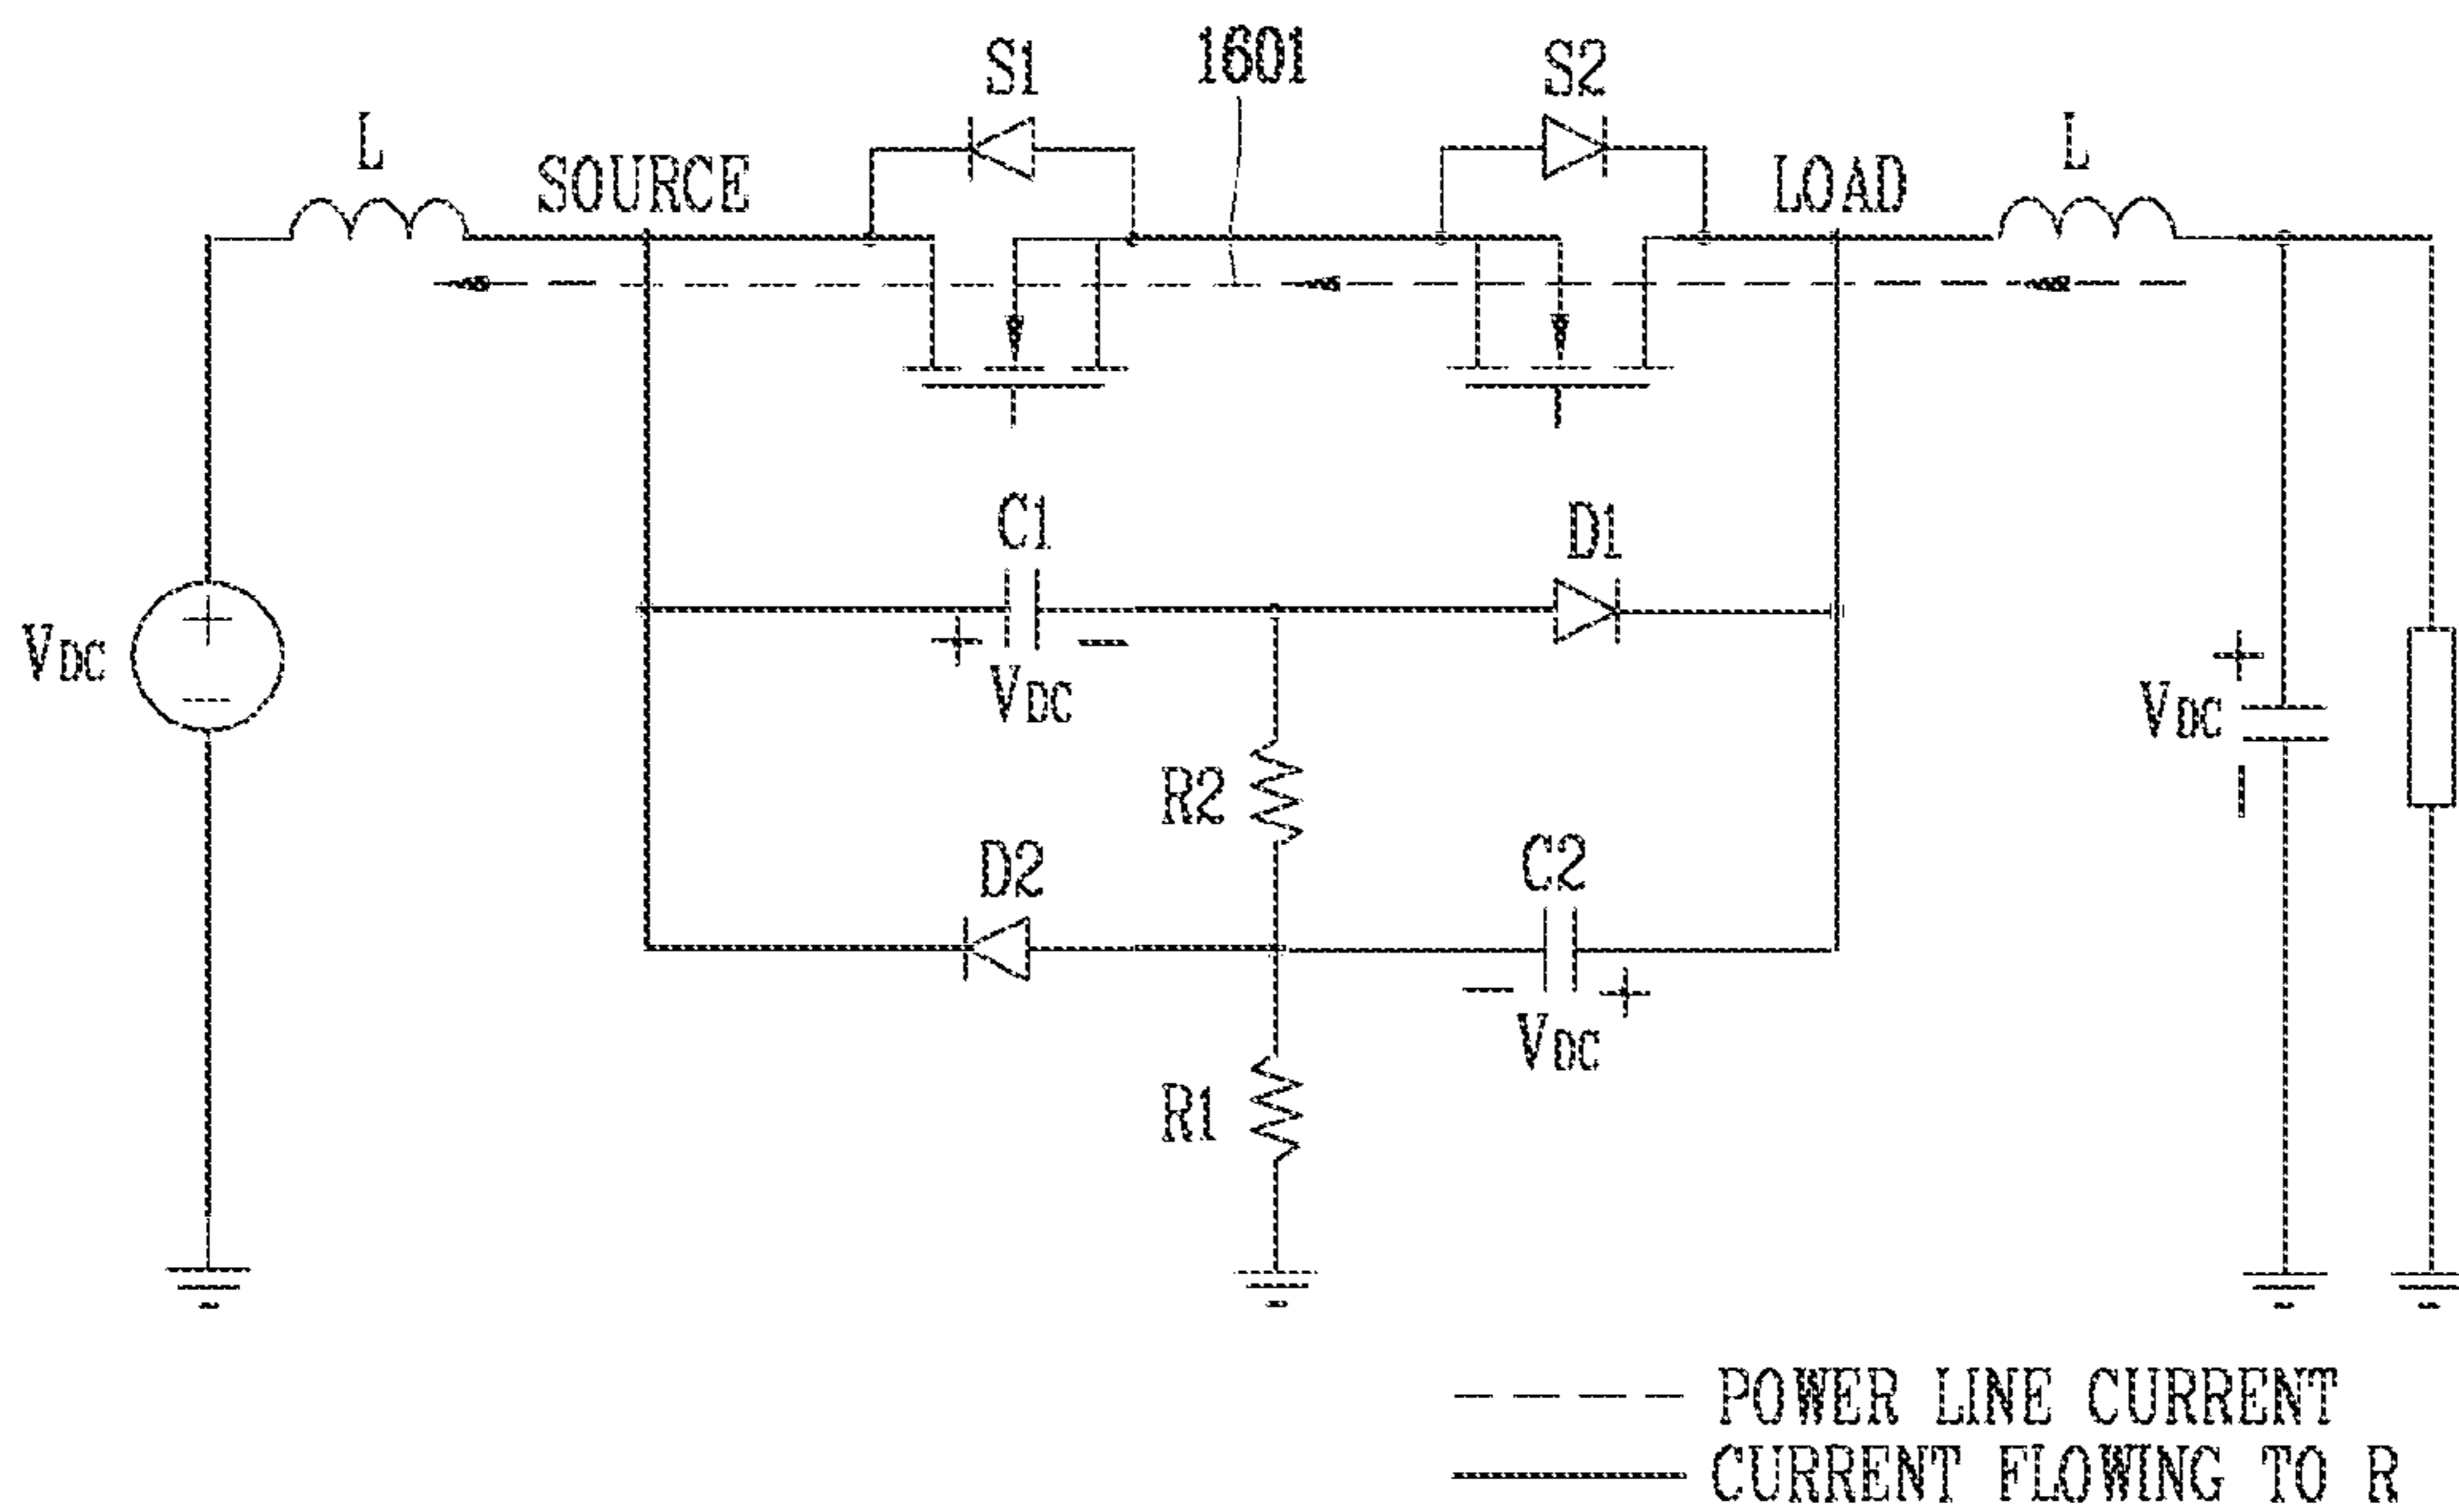 S1
1601
S2
L
SOURCE
LOAD
L
C1
D1
+ VDC -
+
-
VDC
+
VDC
-
R2
D2
C2
- VDC +
R1
POWER LINE CURRENT
CURRENT FLOWING TO R